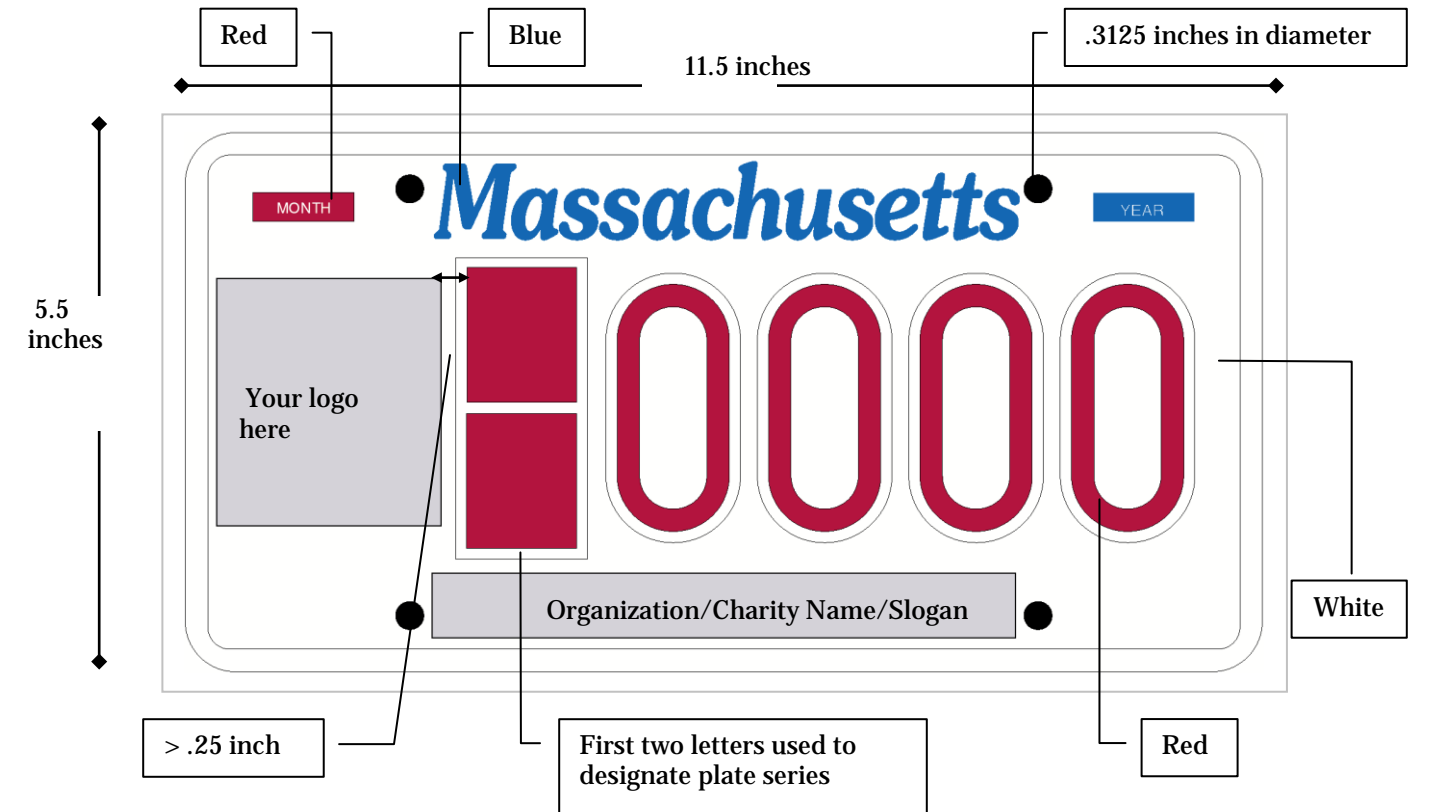 Red
Blue
.3125 inches in diameter
11.5 inches
Massachusetts
MONTH
YEAR
5.5
inches
Your logo
here
0000
Organization/Charity Name/Slogan
White
> .25 inch
First two letters used to
designate plate series
Red